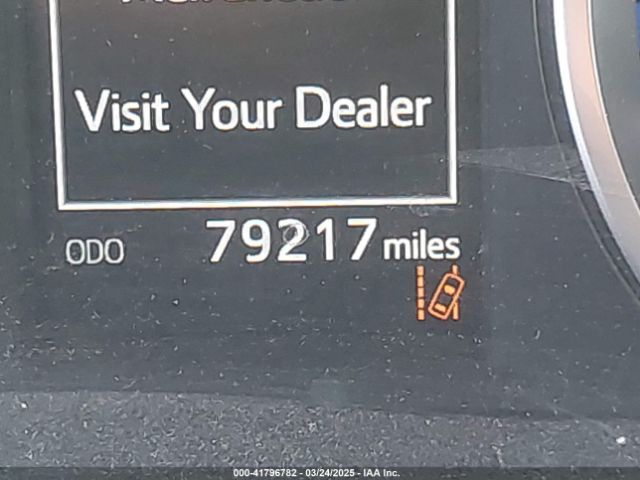 Visit Your Dealer
ODO 79217 miles
000-41796782 - 03/24/2025 - IAA Inc.